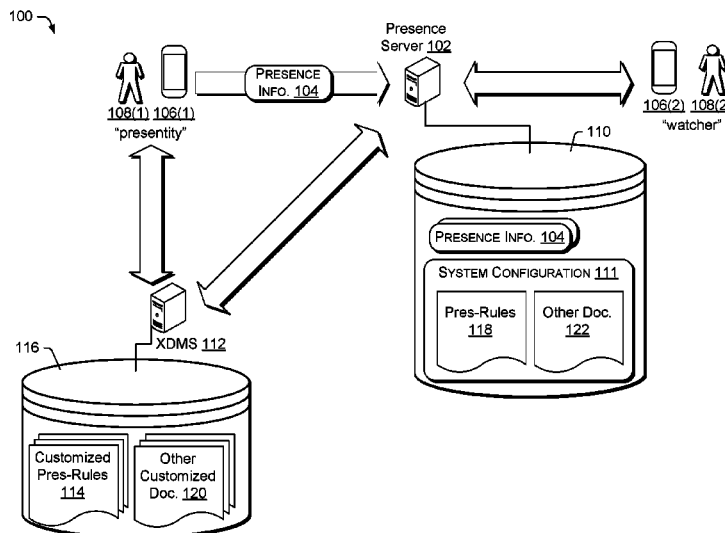 100
Presence
Server 102
PRESENCE
INFO. 104
108(1) 106(1)
"presentity"
106(2) 108(2)
"watcher"
110
PRESENCE INFO. 104
SYSTEM CONFIGURATION 111
Pres-Rules
118
Other Doc.
122
XDMS 112
116
Customized
Pres-Rules
114
Other
Customized
Doc. 120